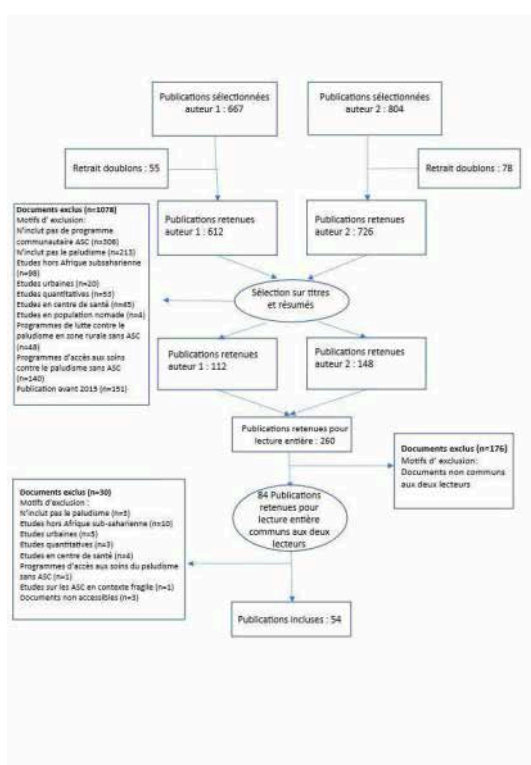 Publications sélectionnées
auteur 1 : 667
Publications sélectionnées
auteur 2 : 804
Retrait doublons : 55
Retrait doublons : 78
Documents exclus (n=1078)
Motifs d' exclusion:
N'inclut pas de programme
communautaire ASC (n=306)
N'inclut pas le paludisme (n=213)
Etudes hors Afrique subsaharienne
(n=98)
Etudes urbaines (n=20)
Etudes quantitatives (n=53)
Etudes en centre de santé (n=45)
Etudes en population nomade (n=4)
Programmes de lutte contre le
paludisme en zone rurale sans ASC
(n=48)
Programmes d'accès aux soins
contre le paludisme sans ASC
(n=140)
Publication avant 2015 (n=151)
Publications retenues
auteur 1 : 612
Publications retenues
auteur 2 : 726
Sélection sur titres
et résumés
Publications retenues
auteur 1 : 112
Publications retenues
auteur 2 : 148
Publications retenues pour
lecture entière : 260
Documents exclus (n=176)
Motifs d' exclusion:
Documents non communs
aux deux lecteurs
84 Publications
retenues pour
lecture entière
communs aux deux
lecteurs
Documents exclus (n=30)
Motifs d'exclusion :
N'inclut pas le paludisme (n=3)
Etudes hors Afrique sub-saharienne (n=10)
Etudes urbaines (n=5)
Etudes quantitatives (n=3)
Etudes en centre de santé (n=4)
Programmes d'accès aux soins du paludisme
sans ASC (n=1)
Etudes sur les ASC en contexte fragile (n=1)
Documents non accessibles (n=3)
Publications incluses : 54